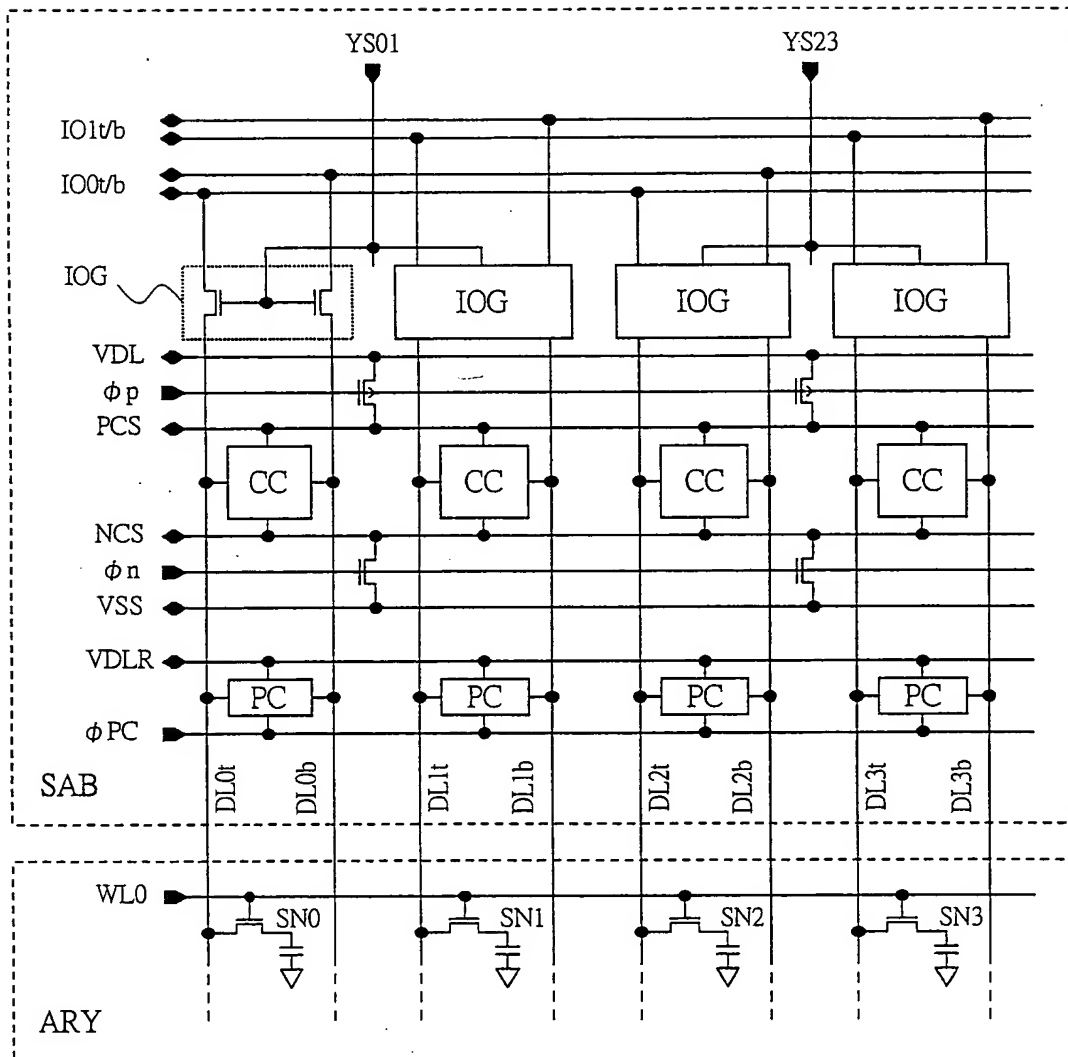 YS01 YS23
IO1t/b
IO0t/b
IOG IOG IOG IOG
VDL
ϕp
PCS
CC CC CC CC
NCS
ϕn
VSS
VDLR
PC PC PC PC
ϕPC
DL0t DL0b DL1t DL1b DL2t DL2b DL3t DL3b
SAB
WL0
SN0 SN1 SN2 SN3
ARY